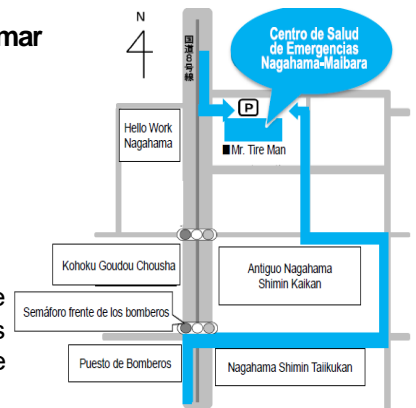 mar
N
国道8号線
Centro de Salud
de Emergencias
Nagahama-Maibara
P
Hello Work
Nagahama
■Mr. Tire Man
Kohoku Goudou Chousha
Antiguo Nagahama
Shimin Kaikan
e
Semáforo frente de los bomberos
s
Puesto de Bomberos
e
Nagahama Shimin Taiikukan